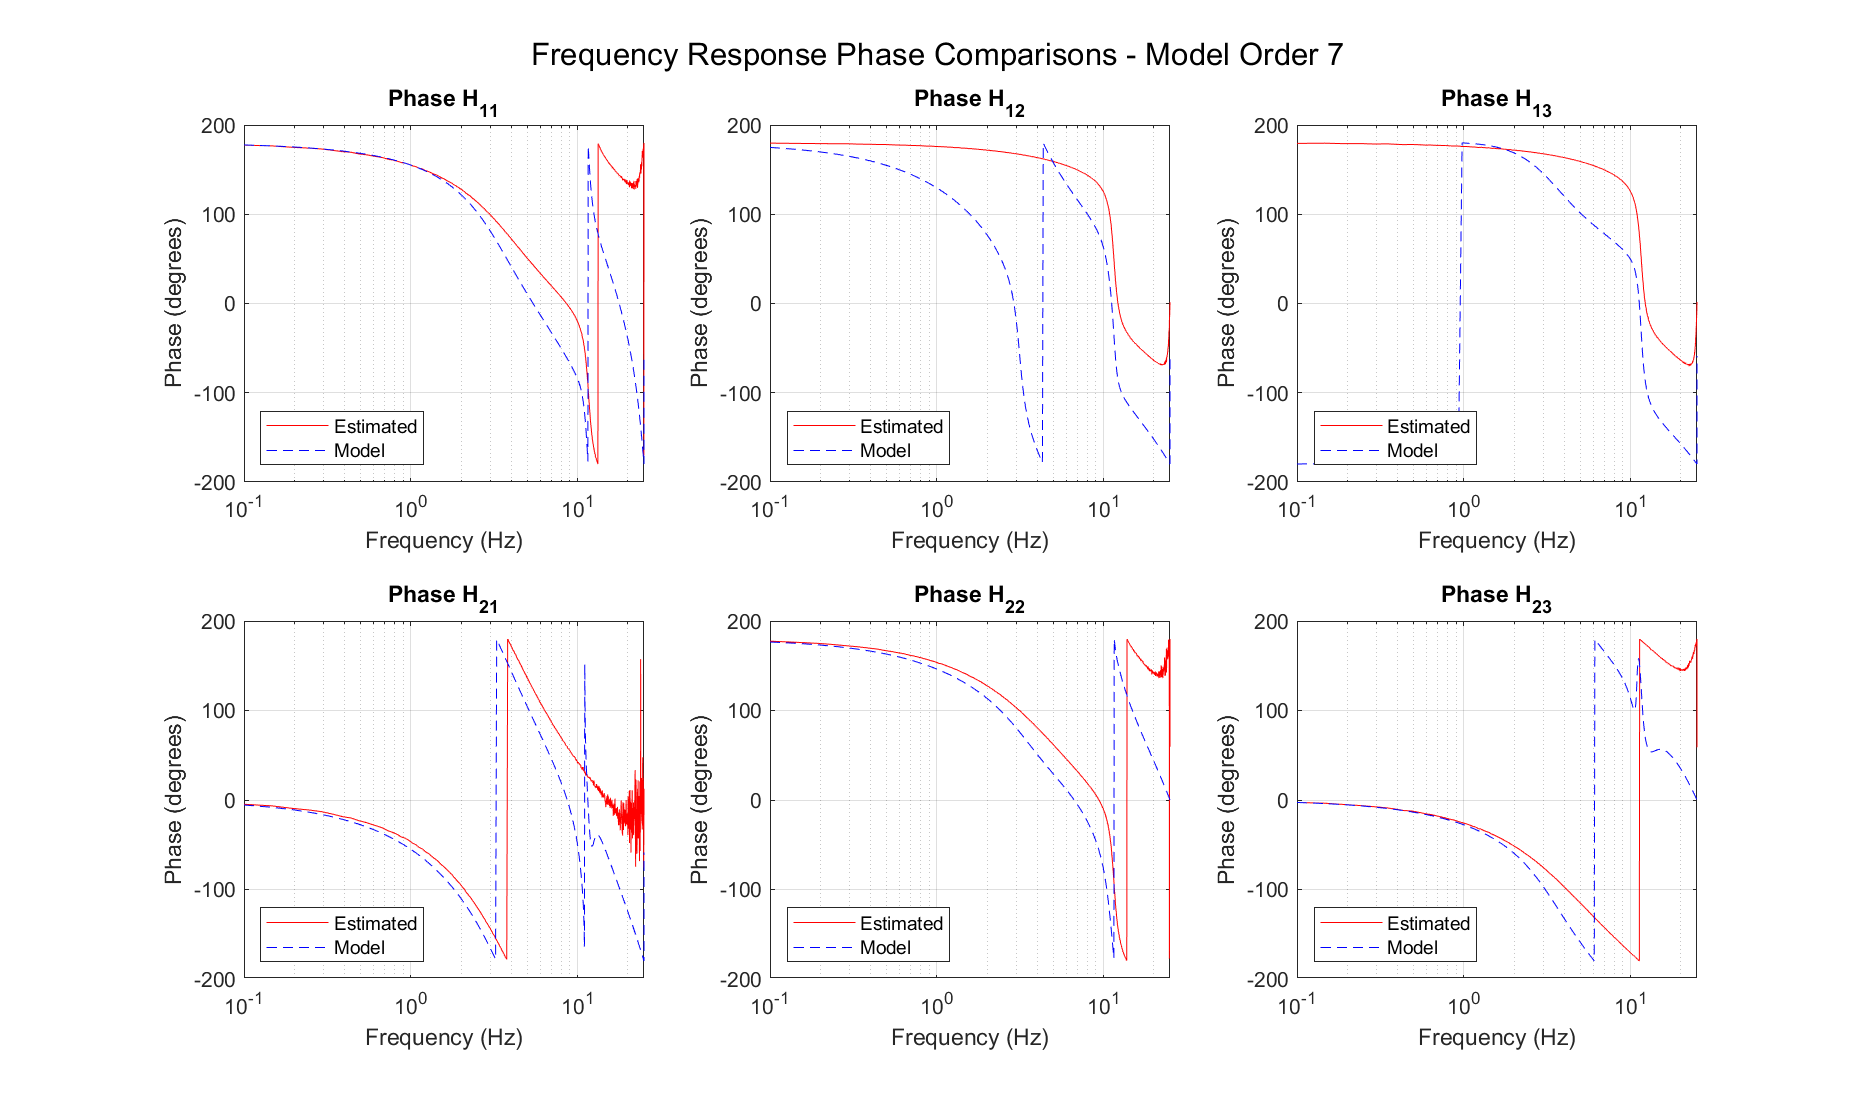 Frequency Response Phase Comparisons - Model Order 7
Phase H11
200
100
0
-100
-200
10-1
100
101
Phase (degrees)
Frequency (Hz)
Estimated
Model
Phase H12
200
100
0
-100
-200
10-1
100
101
Phase (degrees)
Frequency (Hz)
Estimated
Model
Phase H13
200
100
0
-100
-200
10-1
100
101
Phase (degrees)
Frequency (Hz)
Estimated
Model
Phase H21
200
100
0
-100
-200
10-1
100
101
Phase (degrees)
Frequency (Hz)
Estimated
Model
Phase H22
200
100
0
-100
-200
10-1
100
101
Phase (degrees)
Frequency (Hz)
Estimated
Model
Phase H23
200
100
0
-100
-200
10-1
100
101
Phase (degrees)
Frequency (Hz)
Estimated
Model